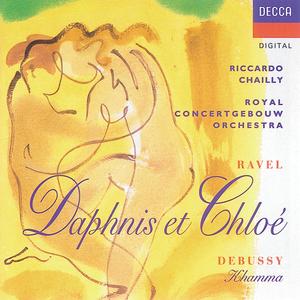 DECCA
DIGITAL
RICCARDO
CHAILLY
ROYAL
CONCERTGEBOUW
ORCHESTRA
RAVEL
Daphnis et Chloé
DEBUSSY
Khamma